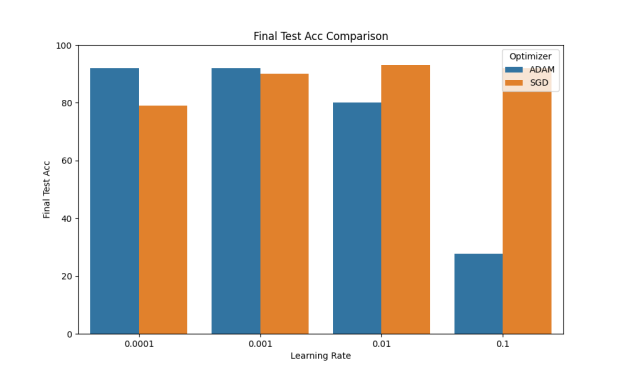 Final Test Acc Comparison
Final Test Acc
100
80
60
40
20
0
Optimizer
ADAM
SGD
0.0001
0.001
0.01
0.1
Learning Rate